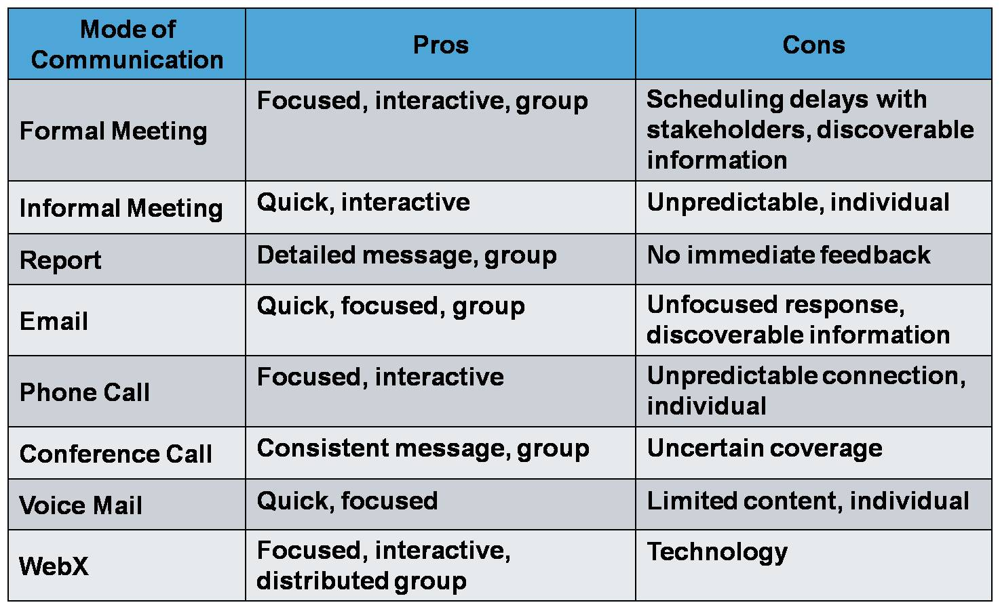 Mode of
Communication
Pros
Cons
Formal Meeting
Focused, interactive, group
Scheduling delays with
stakeholders, discoverable
information
Informal Meeting
Quick, interactive
Unpredictable, individual
Report
Detailed message, group
No immediate feedback
Email
Quick, focused, group
Unfocused response,
discoverable information
Phone Call
Focused, interactive
Unpredictable connection,
individual
Conference Call
Consistent message, group
Uncertain coverage
Voice Mail
Quick, focused
Limited content, individual
WebX
Focused, interactive,
distributed group
Technology